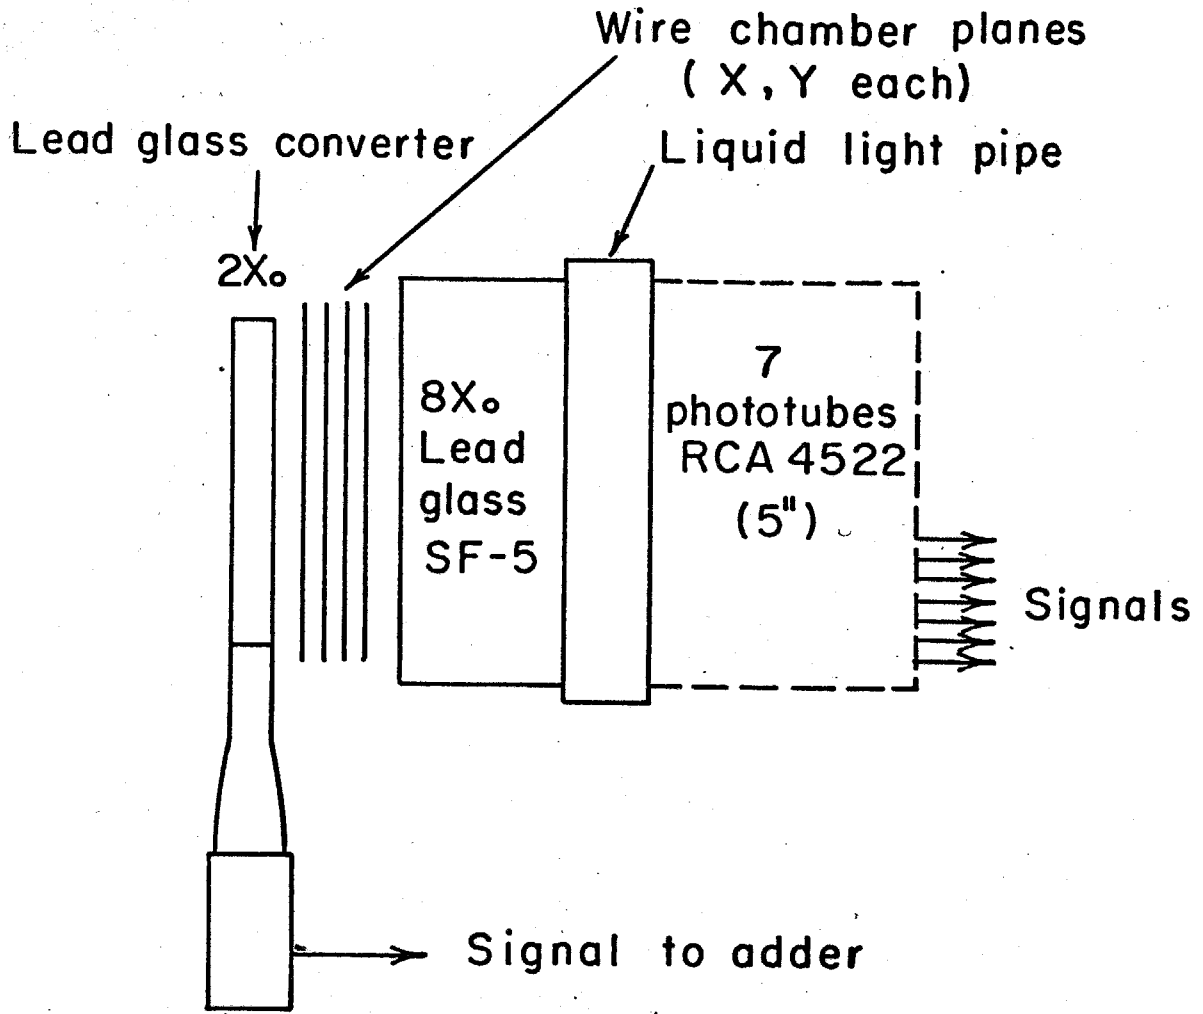 Wire chamber planes
( X, Y each)
Lead glass converter
Liquid light pipe
2X₀
8X₀
Lead
glass
SF-5
7
phototubes
RCA 4522
(5")
Signals
Signal to adder